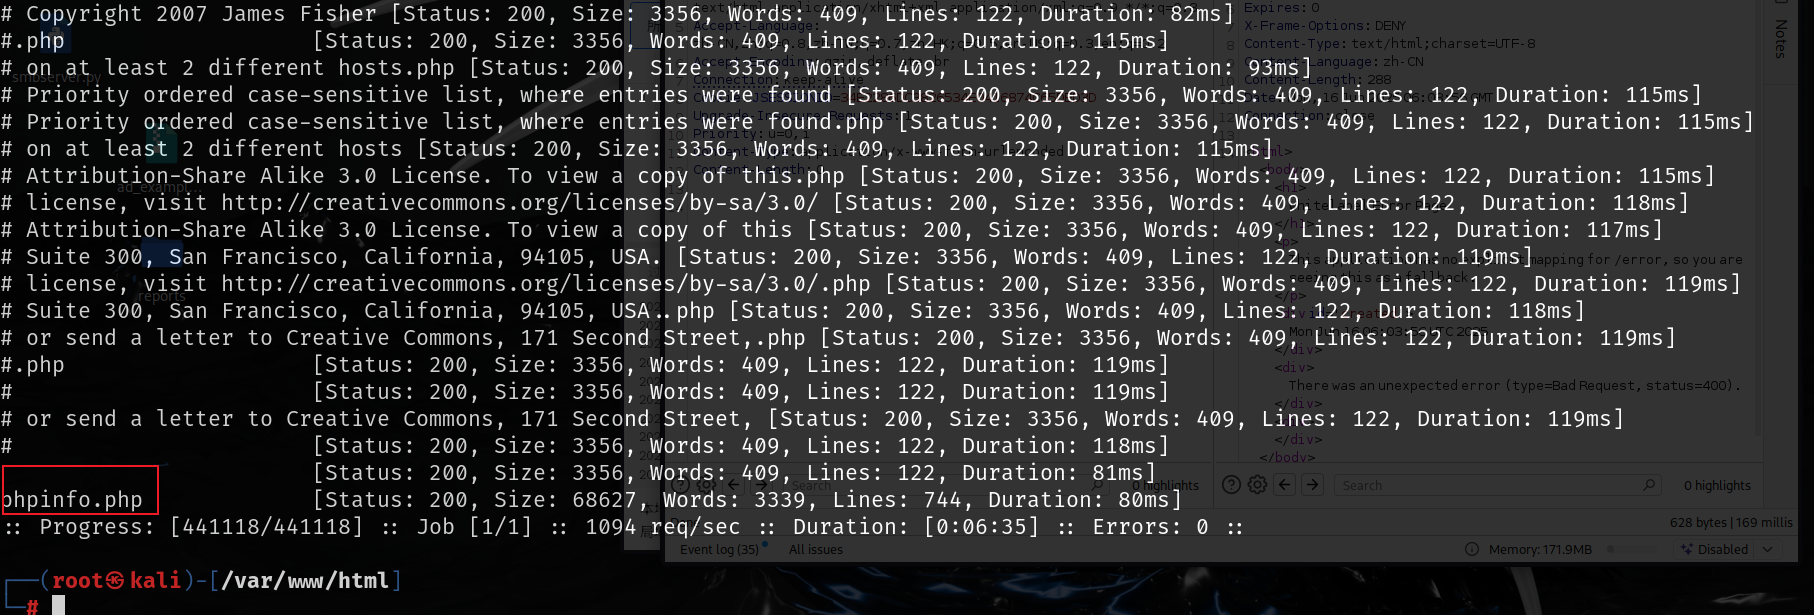 # Copyright 2007 James Fisher [Status: 200, Size: 3356, Words: 409, Lines: 122, Duration: 82ms]
#.php [Status: 200, Size: 3356, Words: 409, Lines: 122, Duration: 115ms]
# on at least 2 different hosts.php [Status: 200, Size: 3356, Words: 409, Lines: 122, Duration: 93ms]
# Priority ordered case-sensitive list, where entries were found [Status: 200, Size: 3356, Words: 409, Lines: 122, Duration: 115ms]
# Priority ordered case-sensitive list, where entries were found.php [Status: 200, Size: 3356, Words: 409, Lines: 122, Duration: 115ms]
# on at least 2 different hosts [Status: 200, Size: 3356, Words: 409, Lines: 122, Duration: 115ms]
# Attribution-Share Alike 3.0 License. To view a copy of this.php [Status: 200, Size: 3356, Words: 409, Lines: 122, Duration: 115ms]
# license, visit http://creativecommons.org/licenses/by-sa/3.0/ [Status: 200, Size: 3356, Words: 409, Lines: 122, Duration: 118ms]
# Attribution-Share Alike 3.0 License. To view a copy of this [Status: 200, Size: 3356, Words: 409, Lines: 122, Duration: 117ms]
# Suite 300, San Francisco, California, 94105, USA. [Status: 200, Size: 3356, Words: 409, Lines: 122, Duration: 119ms]
# license, visit http://creativecommons.org/licenses/by-sa/3.0/.php [Status: 200, Size: 3356, Words: 409, Lines: 122, Duration: 119ms]
# Suite 300, San Francisco, California, 94105, USA..php [Status: 200, Size: 3356, Words: 409, Lines: 122, Duration: 118ms]
# or send a letter to Creative Commons, 171 Second Street,.php [Status: 200, Size: 3356, Words: 409, Lines: 122, Duration: 119ms]
#.php [Status: 200, Size: 3356, Words: 409, Lines: 122, Duration: 119ms]
# [Status: 200, Size: 3356, Words: 409, Lines: 122, Duration: 119ms]
# or send a letter to Creative Commons, 171 Second Street, [Status: 200, Size: 3356, Words: 409, Lines: 122, Duration: 119ms]
# [Status: 200, Size: 3356, Words: 409, Lines: 122, Duration: 118ms]
[Status: 200, Size: 3356, Words: 409, Lines: 122, Duration: 81ms]
phpinfo.php [Status: 200, Size: 68627, Words: 3339, Lines: 744, Duration: 80ms]
:: Progress: [441118/441118] :: Job [1/1] :: 1094 req/sec :: Duration: [0:06:35] :: Errors: 0 ::
(root㉿kali)-[/var/www/html]
#
smbserver.py
ad_exampl...
reports
Accept-Language:
Connection: keep-alive
Expires: 0
X-Frame-Options: DENY
Content-Type: text/html;charset=UTF-8
Content-Language: zh-CN
Content-Length: 288
</p>
</div>
<div>
There was an unexpected error (type=Bad Request, status=400).
</div>
</div>
</body>
Search
0 highlights
Search
0 highlights
628 bytes | 169 millis
Event log (35)
All issues
Memory: 171.9MB
Disabled
Notes